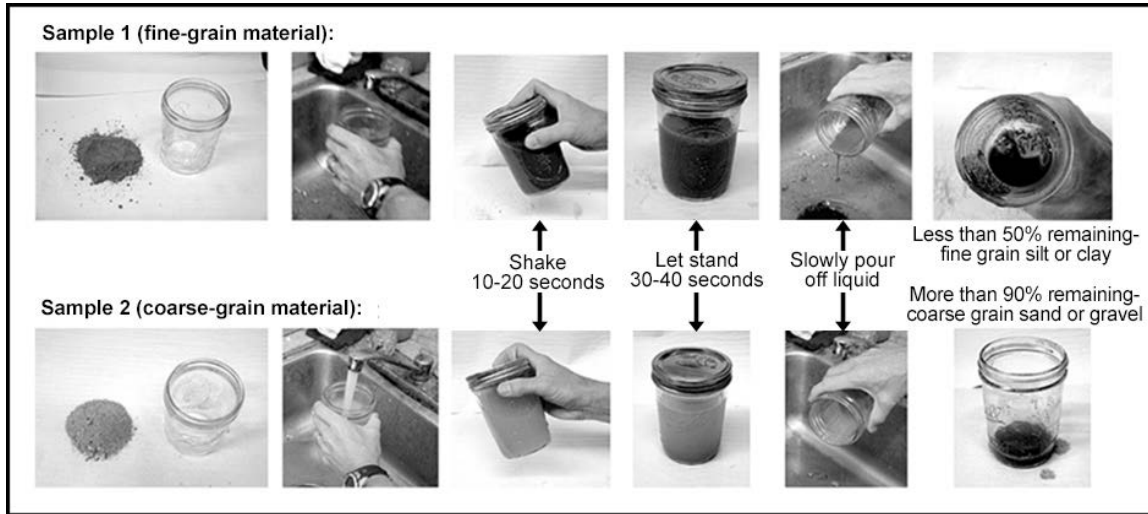 Sample 1 (fine-grain material):
Shake
10-20 seconds
Let stand
30-40 seconds
Slowly pour
off liquid
Less than 50% remaining-
fine grain silt or clay
More than 90% remaining-
coarse grain sand or gravel
Sample 2 (coarse-grain material):